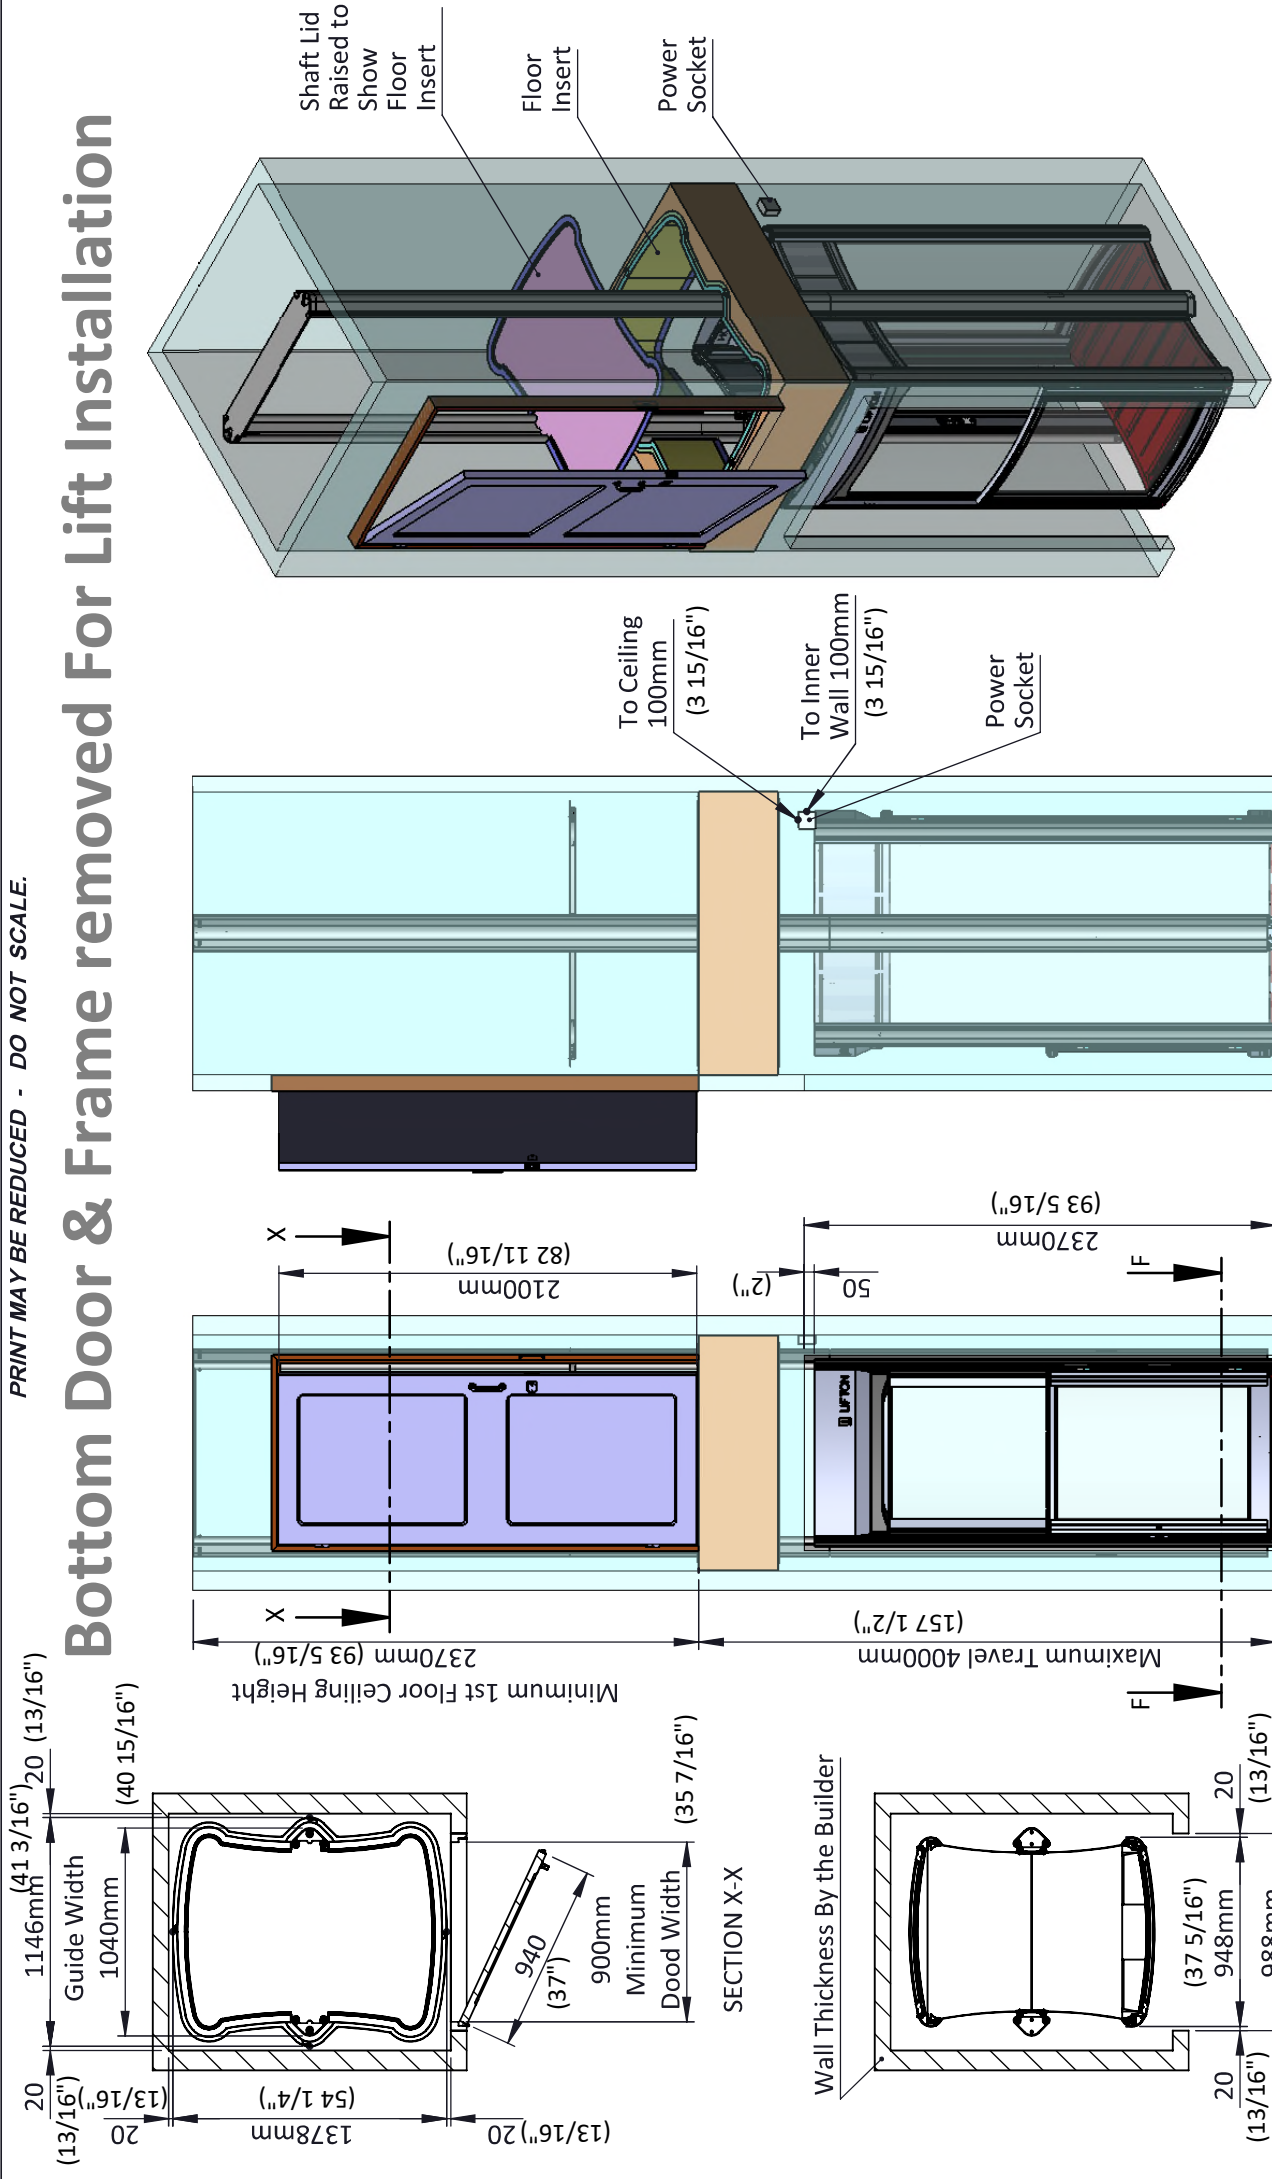 PRINT MAY BE REDUCED - DO NOT SCALE.
Bottom Door & Frame removed For Lift Installation
20
(13/16")
1146mm
(41 3/16")
20
(13/16")
Guide Width
1040mm
(40 15/16")
20
(13/16")
1378mm
(54 1/4")
20
(13/16")
940
(37")
900mm
Minimum
Dood Width
(35 7/16")
SECTION X-X
Wall Thickness By the Builder
20
(13/16")
(37 5/16")
948mm
988mm
20
(13/16")
Minimum 1st Floor Ceiling Height
2370mm (93 5/16")
Maximum Travel 4000mm
(157 1/2")
X
X
2100mm
(82 11/16")
50
(2")
2370mm
(93 5/16")
F
F
LIFTON
To Ceiling
100mm
(3 15/16")
To Inner
Wall 100mm
(3 15/16")
Power
Socket
Shaft Lid
Raised to
Show
Floor
Insert
Floor
Insert
Power
Socket